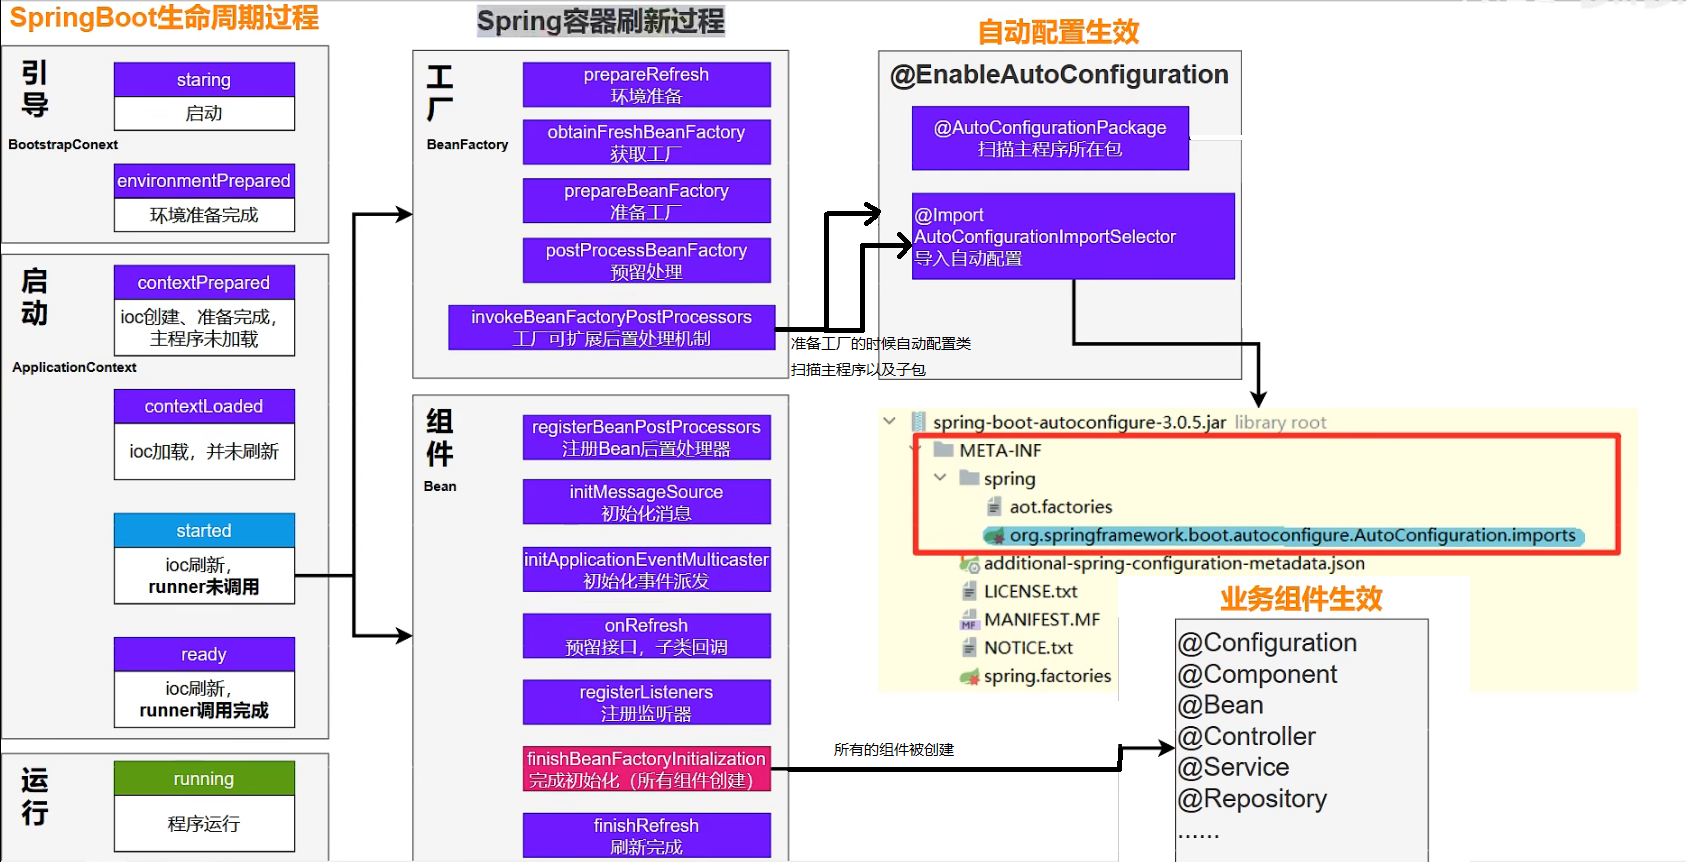 SpringBoot生命周期过程
引
导
BootstrapConext
staring
启动
environmentPrepared
环境准备完成
启
动
ApplicationContext
contextPrepared
ioc创建、准备完成，
主程序未加载
contextLoaded
ioc加载，并未刷新
started
ioc刷新，
runner未调用
ready
ioc刷新，
runner调用完成
运
行
running
程序运行
Spring容器刷新过程
工
厂
BeanFactory
prepareRefresh
环境准备
obtainFreshBeanFactory
获取工厂
prepareBeanFactory
准备工厂
postProcessBeanFactory
预留处理
invokeBeanFactoryPostProcessors
工厂可扩展后置处理机制
准备工厂的时候自动配置类
扫描主程序以及子包
组
件
Bean
registerBeanPostProcessors
注册Bean后置处理器
initMessageSource
初始化消息
initApplicationEventMulticaster
初始化事件派发
onRefresh
预留接口，子类回调
registerListeners
注册监听器
finishBeanFactoryInitialization
完成初始化（所有组件创建）
finishRefresh
刷新完成
所有的组件被创建
自动配置生效
@EnableAutoConfiguration
@AutoConfigurationPackage
扫描主程序所在包
@Import
AutoConfigurationImportSelector
导入自动配置
spring-boot-autoconfigure-3.0.5.jar library root
META-INF
spring
aot.factories
org.springframework.boot.autoconfigure.AutoConfiguration.imports
additional-spring-configuration-metadata.json
LICENSE.txt
MANIFEST.MF
NOTICE.txt
spring.factories
业务组件生效
@Configuration
@Component
@Bean
@Controller
@Service
@Repository
......